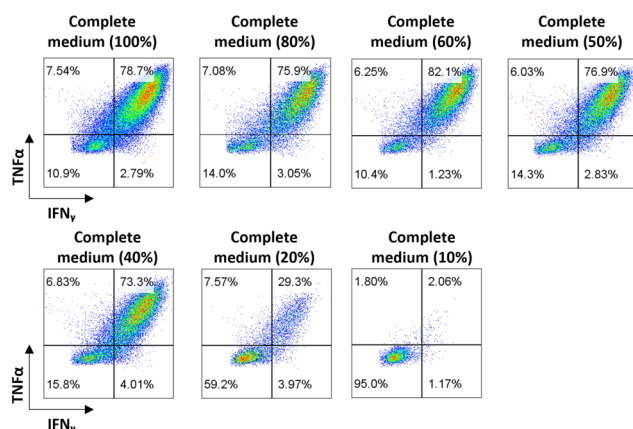 Complete medium (100%)
Complete medium (80%)
Complete medium (60%)
Complete medium (50%)
7.54% 78.7%
7.08% 75.9%
6.25% 82.1%
6.03% 76.9%
TNFα
10.9% 2.79%
14.0% 3.05%
10.4% 1.23%
14.3% 2.83%
IFNγ
Complete medium (40%)
Complete medium (20%)
Complete medium (10%)
6.83% 73.3%
7.57% 29.3%
1.80% 2.06%
TNFα
15.8% 4.01%
59.2% 3.97%
95.0% 1.17%
IFNγ